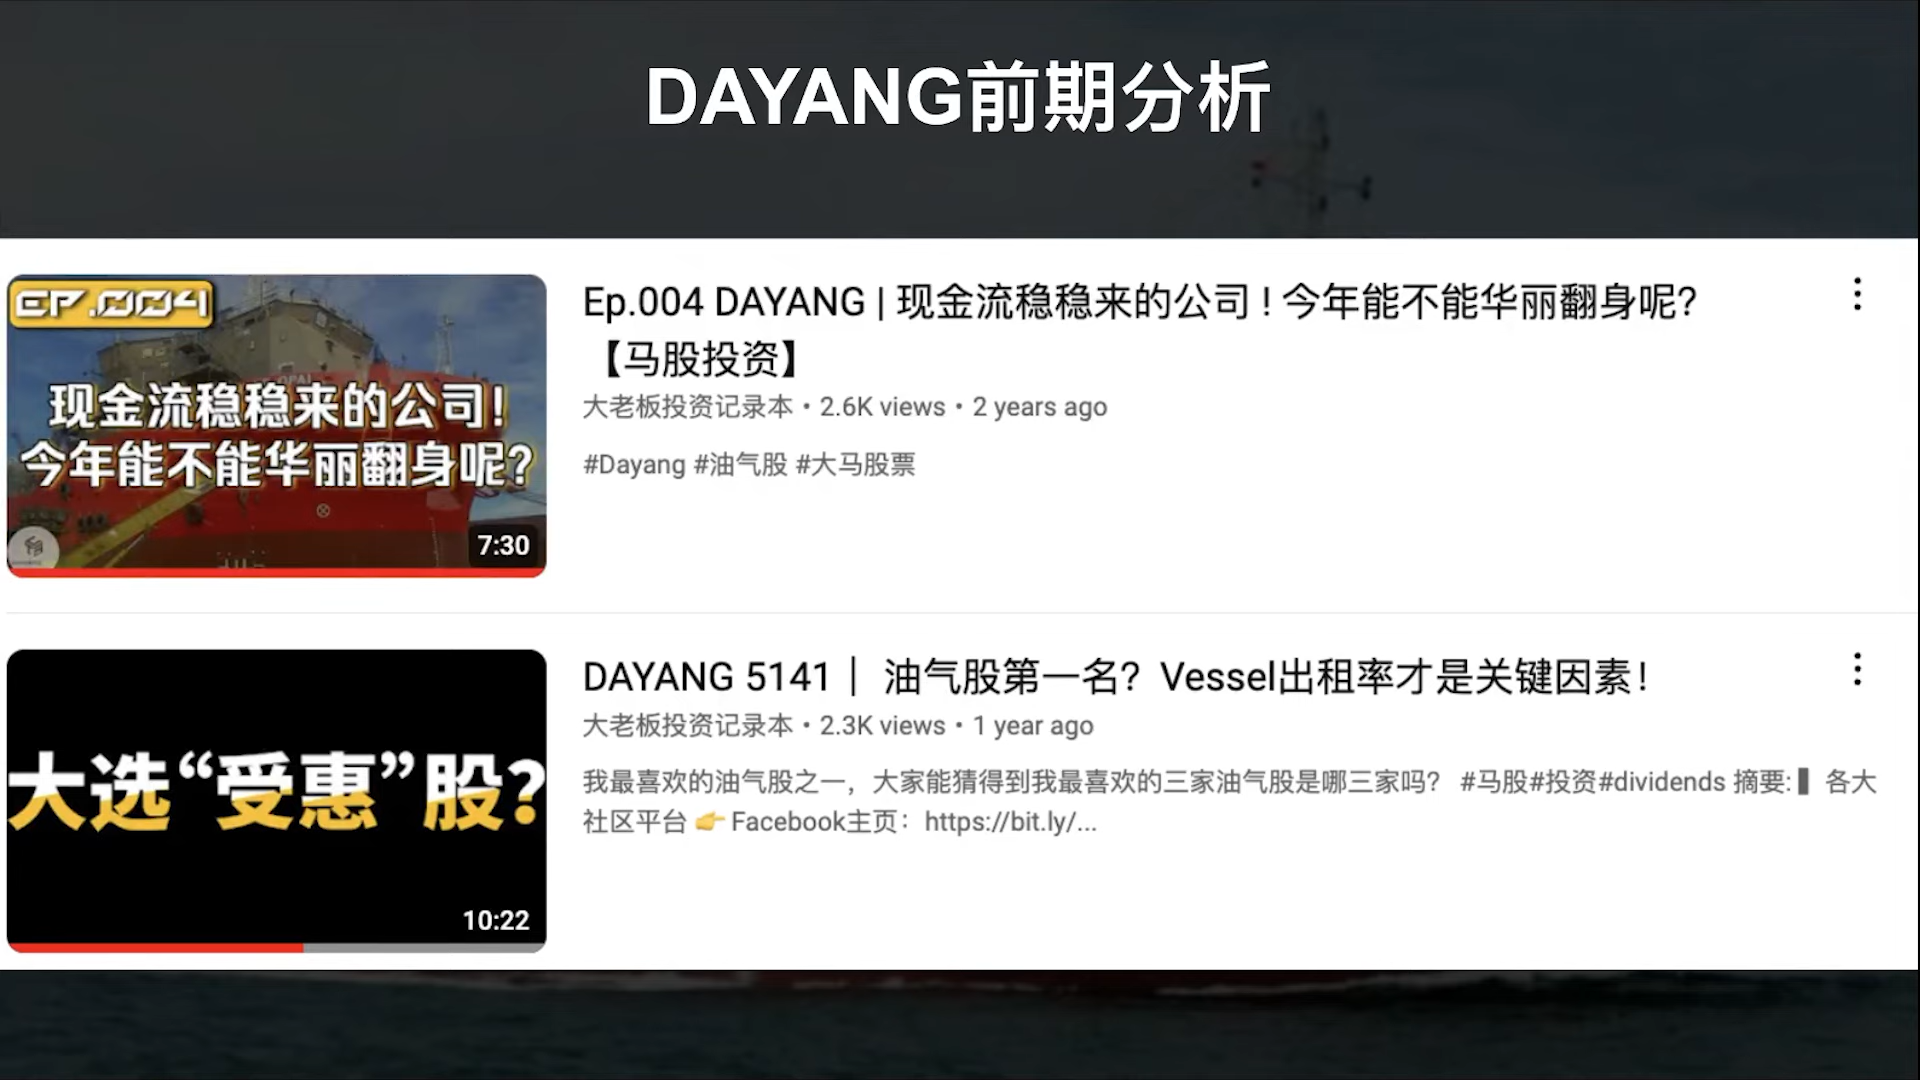 DAYANG前期分析
EP.004
现金流稳稳来的公司!
今年能不能华丽翻身呢?
7:30
Ep.004 DAYANG | 现金流稳稳来的公司 ! 今年能不能华丽翻身呢?
【马股投资】
大老板投资记录本 • 2.6K views • 2 years ago
#Dayang #油气股 #大马股票
大选“受惠”股?
10:22
DAYANG 5141｜ 油气股第一名？Vessel出租率才是关键因素！
大老板投资记录本 • 2.3K views • 1 year ago
我最喜欢的油气股之一，大家能猜得到我最喜欢的三家油气股是哪三家吗？ #马股#投资#dividends 摘要: ▌各大
社区平台 👉 Facebook主页：https://bit.ly/...